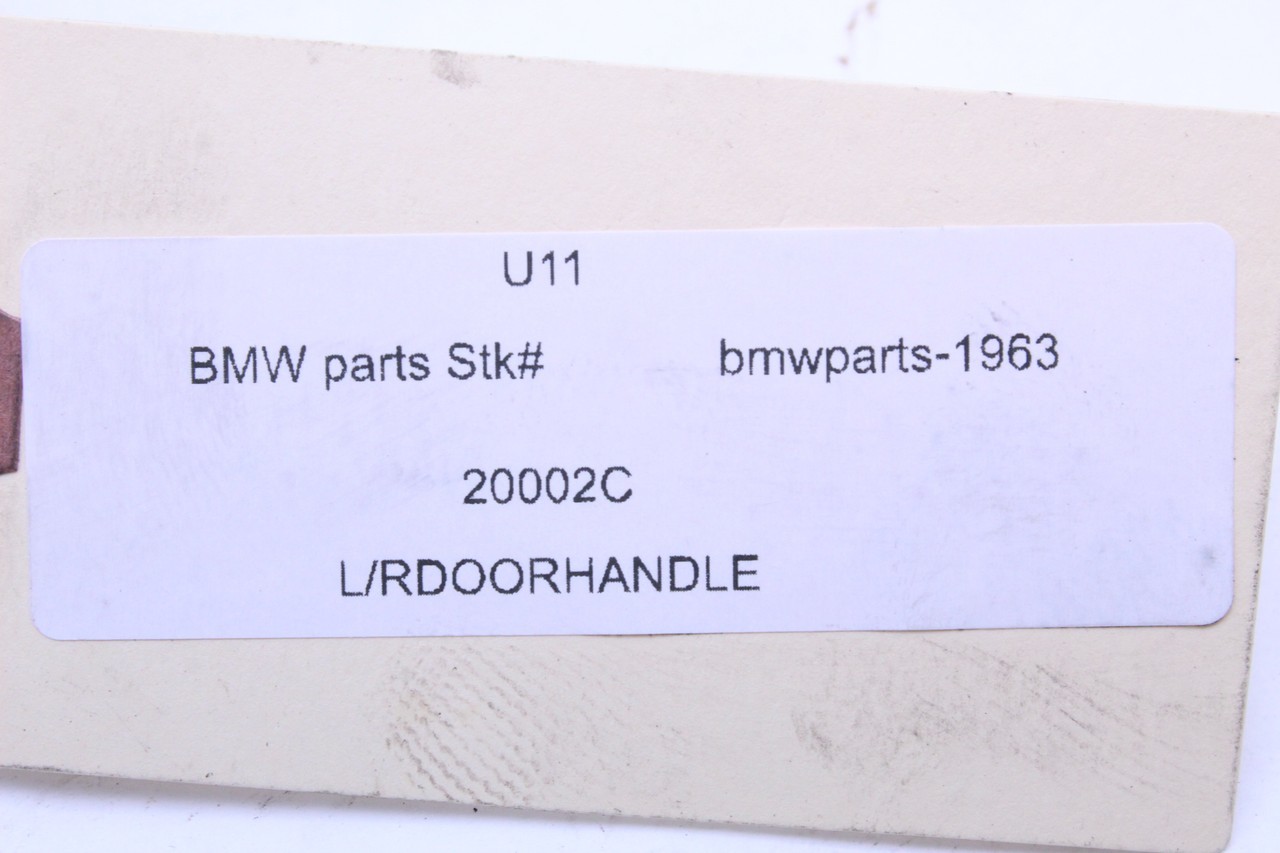 U11
BMW parts Stk# bmwparts-1963
20002C
L/RDOORHANDLE